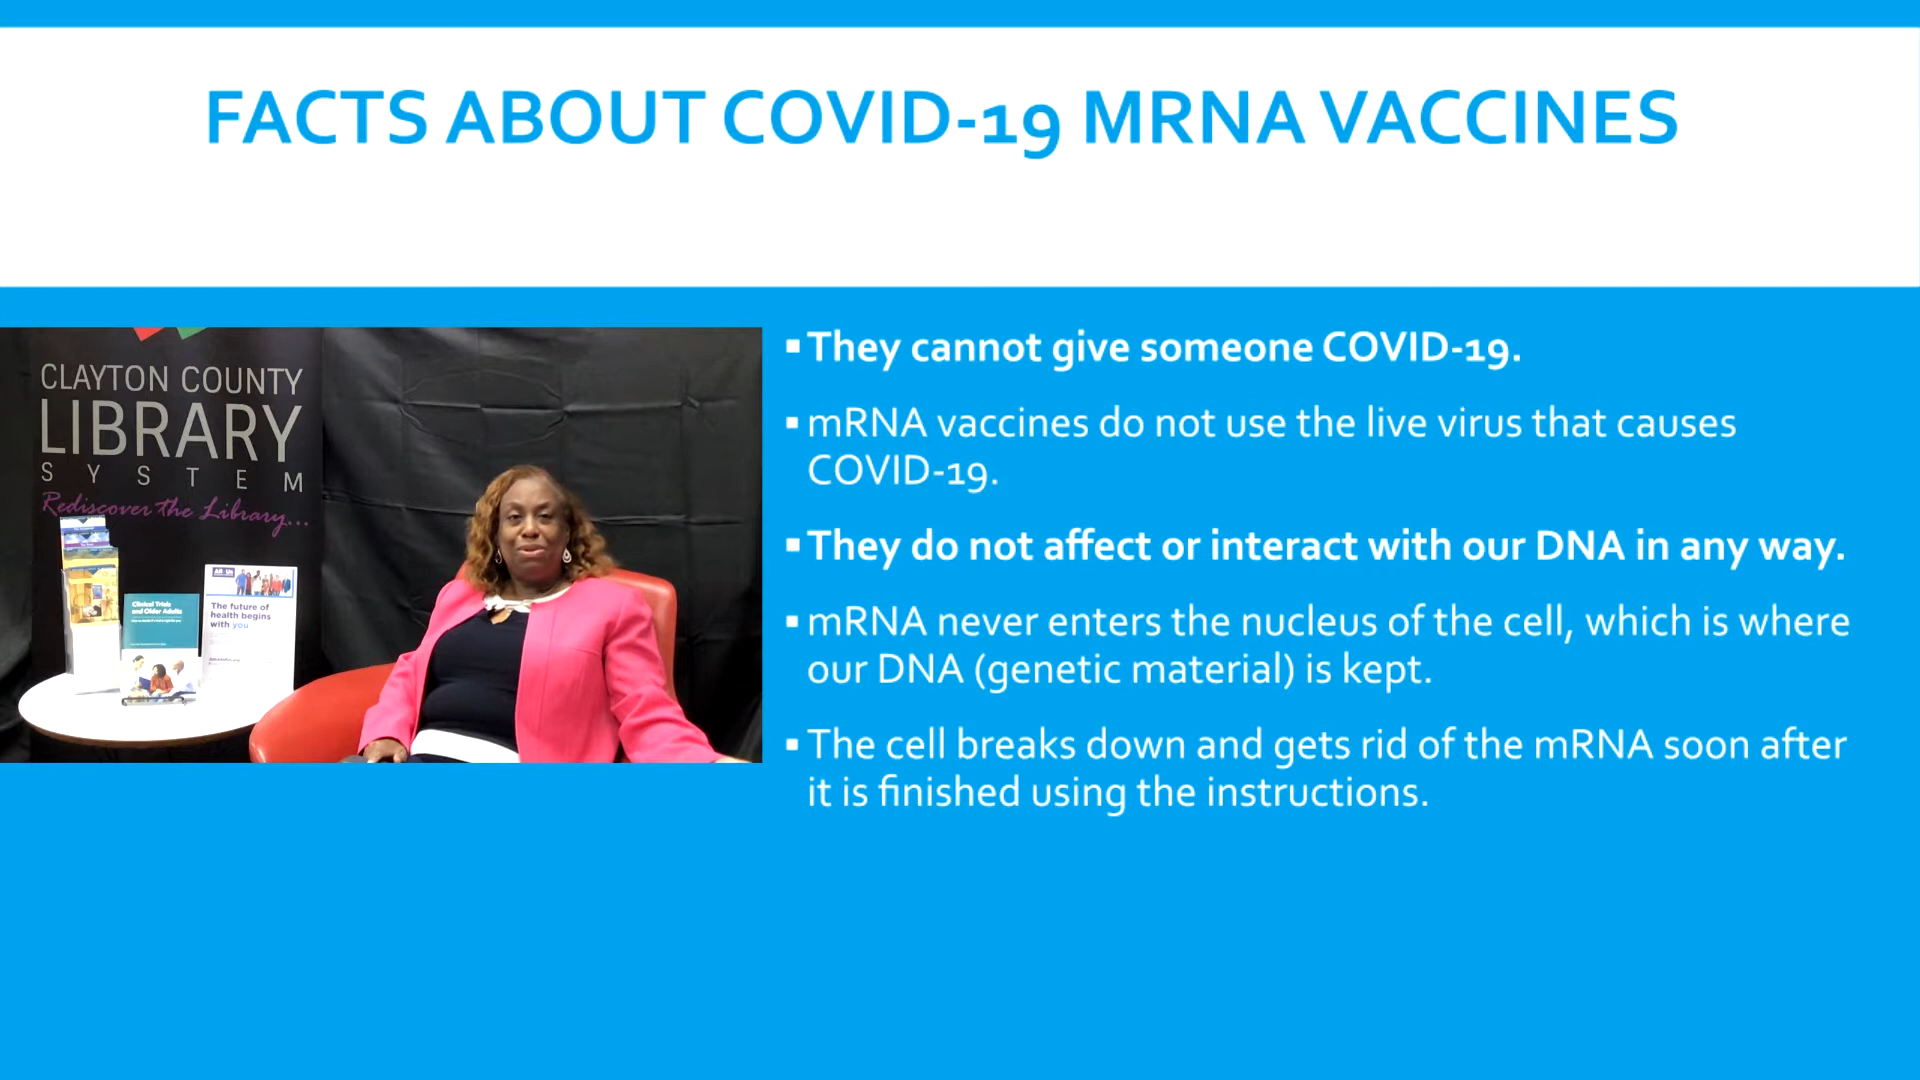 FACTS ABOUT COVID-19 MRNA VACCINES
CLAYTON COUNTY
LIBRARY
SYSTEM
Rediscover the Library...
Clinical Trials
and Older Adults
The future of
health begins
with you
▪ They cannot give someone COVID-19.
▪ mRNA vaccines do not use the live virus that causes
COVID-19.
▪ They do not affect or interact with our DNA in any way.
▪ mRNA never enters the nucleus of the cell, which is where
our DNA (genetic material) is kept.
▪ The cell breaks down and gets rid of the mRNA soon after
it is finished using the instructions.